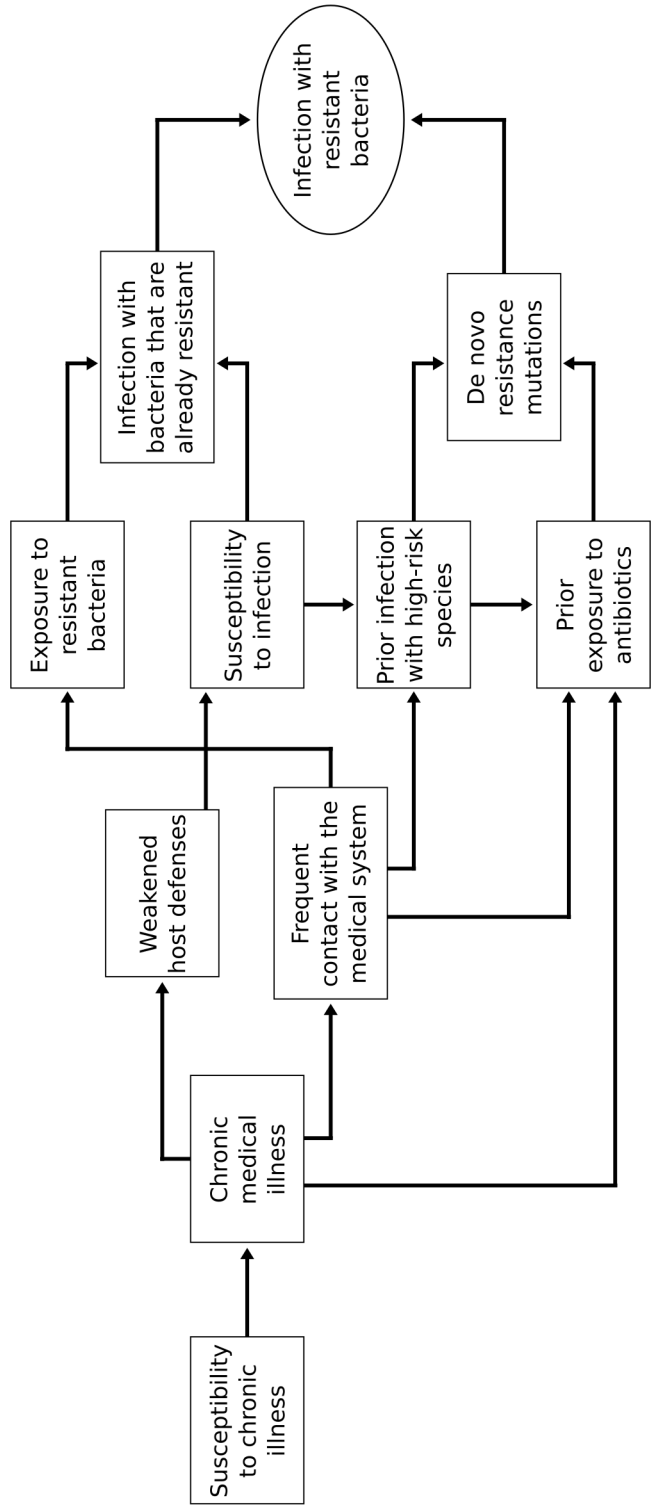 Susceptibility
to chronic
illness
Chronic
medical
illness
Weakened
host defenses
Frequent
contact with the
medical system
Exposure to
resistant
bacteria
Susceptibility
to infection
Prior infection
with high-risk
species
Prior
exposure to
antibiotics
Infection with
bacteria that are
already resistant
De novo
resistance
mutations
Infection with
resistant
bacteria